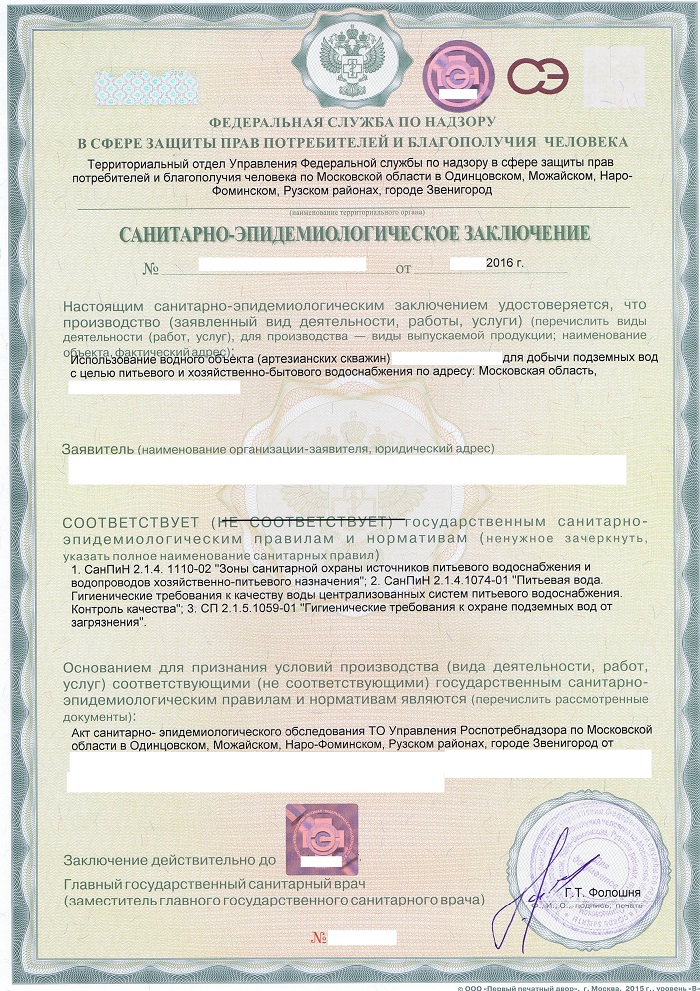 СЭ
ФЕДЕРАЛЬНАЯ СЛУЖБА ПО НАДЗОРУ
В СФЕРЕ ЗАЩИТЫ ПРАВ ПОТРЕБИТЕЛЕЙ И БЛАГОПОЛУЧИЯ ЧЕЛОВЕКА
Территориальный отдел Управления Федеральной службы по надзору в сфере защиты прав
потребителей и благополучия человека по Московской области в Одинцовском, Можайском, Наро-
Фоминском, Рузском районах, городе Звенигород
(наименование территориального органа)
САНИТАРНО-ЭПИДЕМИОЛОГИЧЕСКОЕ ЗАКЛЮЧЕНИЕ
№ от 2016 г.
Настоящим санитарно-эпидемиологическим заключением удостоверяется, что
производство (заявленный вид деятельности, работы, услуги) (перечислить виды
деятельности (работ, услуг), для производства — виды выпускаемой продукции; наименование
объекта, фактический адрес):
Использование водного объекта (артезианских скважин) для добычи подземных вод
с целью питьевого и хозяйственно-бытового водоснабжения по адресу: Московская область,
Заявитель (наименование организации-заявителя, юридический адрес)
СООТВЕТСТВУЕТ (НЕ СООТВЕТСТВУЕТ) государственным санитарно-
эпидемиологическим правилам и нормативам (ненужное зачеркнуть,
указать полное наименование санитарных правил)
1. СанПиН 2.1.4. 1110-02 "Зоны санитарной охраны источников питьевого водоснабжения и
водопроводов хозяйственно-питьевого назначения"; 2. СанПиН 2.1.4.1074-01 "Питьевая вода.
Гигиенические требования к качеству воды централизованных систем питьевого водоснабжения.
Контроль качества"; 3. СП 2.1.5.1059-01 "Гигиенические требования к охране подземных вод от
загрязнения".
Основанием для признания условий производства (вида деятельности, работ,
услуг) соответствующими (не соответствующими) государственным санитарно-
эпидемиологическим правилам и нормативам являются (перечислить рассмотренные
документы):
Акт санитарно- эпидемиологического обследования ТО Управления Роспотребнадзора по Московской
области в Одинцовском, Можайском, Наро-Фоминском, Рузском районах, городе Звенигород от
Заключение действительно до
Главный государственный санитарный врач
(заместитель главного государственного санитарного врача)
Г.Т. Фолошня
Ф., И., О., подпись, печать
№
© ООО «Первый печатный двор», г. Москва, 2015 г., уровень «В»